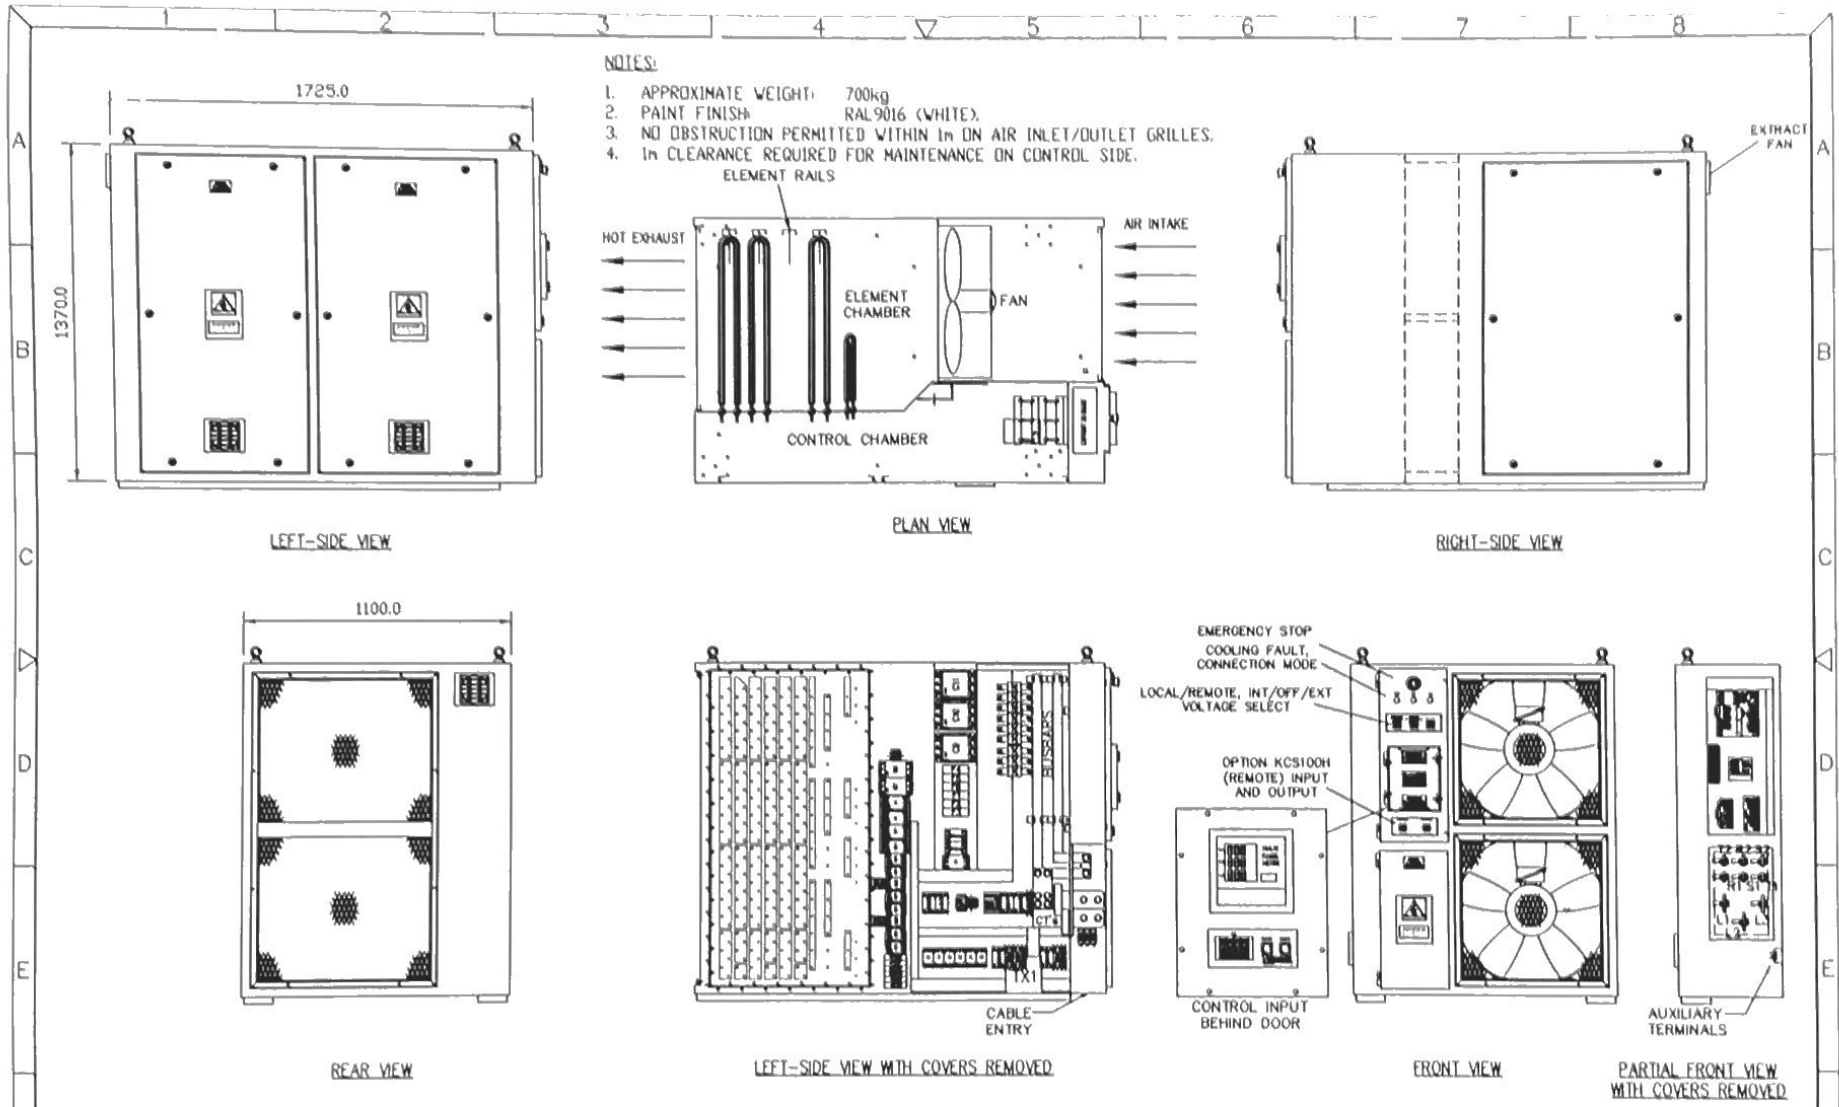 1 2 3 4 5 6 7 8
NOTES:
1. APPROXIMATE WEIGHT: 700kg
2. PAINT FINISH: RAL9016 (WHITE).
3. NO OBSTRUCTION PERMITTED WITHIN 1m ON AIR INLET/OUTLET GRILLES.
4. 1m CLEARANCE REQUIRED FOR MAINTENANCE ON CONTROL SIDE.
A
A
1725.0
1370.0
LEFT-SIDE VIEW
ELEMENT RAILS
HOT EXHAUST
AIR INTAKE
ELEMENT
CHAMBER
FAN
CONTROL CHAMBER
PLAN VIEW
EXTRACT
FAN
RIGHT-SIDE VIEW
B
B
C
C
1100.0
REAR VIEW
BUSBARS
CT
TX1
CABLE
ENTRY
LEFT-SIDE VIEW WITH COVERS REMOVED
EMERGENCY STOP
COOLING FAULT,
CONNECTION MODE
LOCAL/REMOTE, INT/OFF/EXT
VOLTAGE SELECT
OPTION KCS100H
(REMOTE) INPUT
AND OUTPUT
CONTROL INPUT
BEHIND DOOR
FRONT VIEW
AUXILIARY
TERMINALS
PARTIAL FRONT VIEW
WITH COVERS REMOVED
D
D
E
E